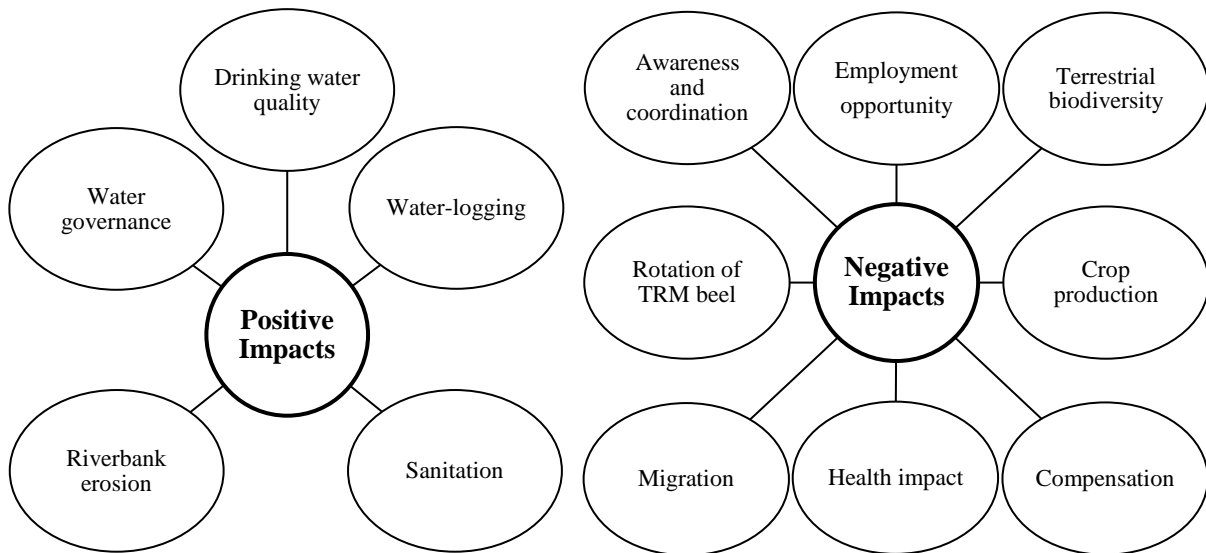 Drinking water
quality
Water
governance
Water-logging
Positive
Impacts
Riverbank
erosion
Sanitation
Awareness
and
coordination
Employment
opportunity
Terrestrial
biodiversity
Rotation of
TRM beel
Negative
Impacts
Crop
production
Migration
Health impact
Compensation